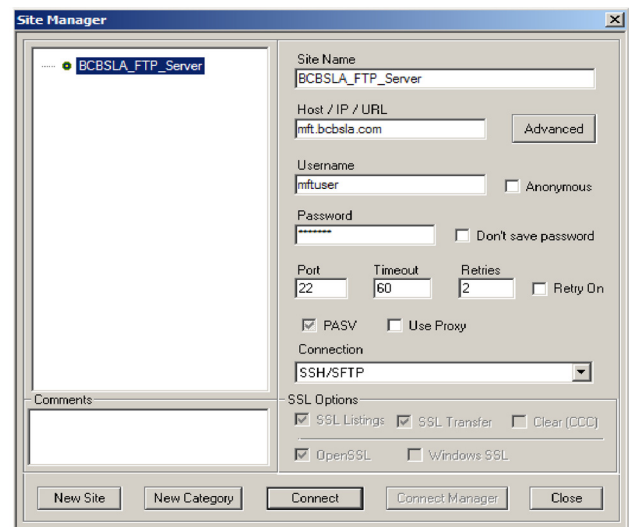 Site Manager
BCBSLA_FTP_Server
Site Name
BCBSLA_FTP_Server
Host / IP / URL
mft.bcbsla.com
Advanced
Username
mftuser
Anonymous
Password
*******
Don't save password
Port Timeout Retries
22 60 2 Retry On
PASV Use Proxy
Connection
SSH/SFTP
Comments
SSL Options
SSL Listings SSL Transfer Clear (CCC)
OpenSSL Windows SSL
New Site New Category Connect Connect Manager Close